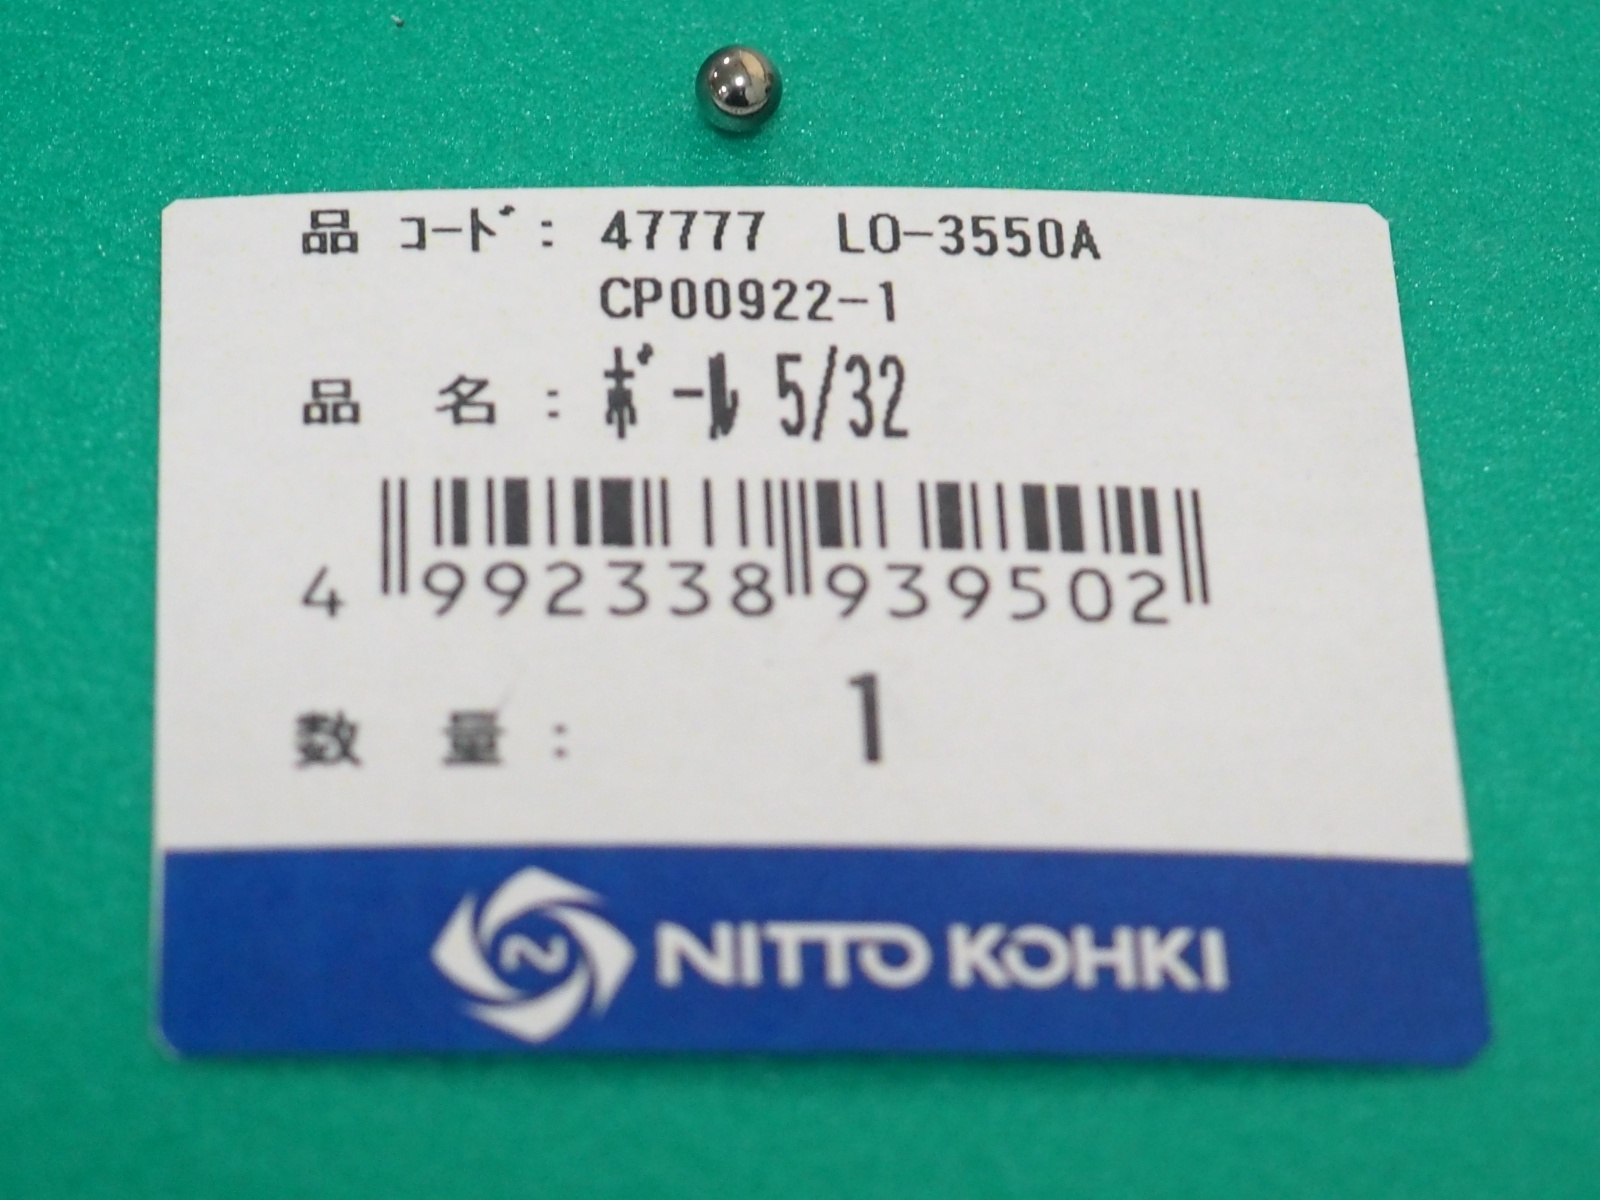 品 コード: 47777 LO-3550A
CP00922-1
品 名: ボール 5/32
4 992338 939502
数 量: 1
NITTO KOHKI